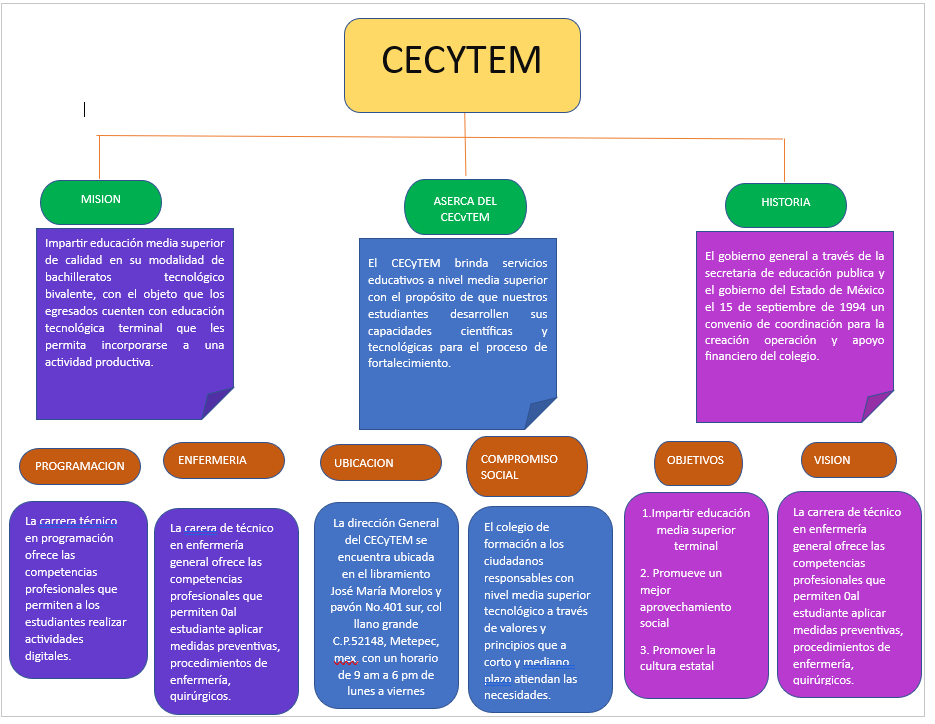 CECYTEM
MISION
Impartir educación media superior
de calidad en su modalidad de
bachilleratos tecnológico
bivalente, con el objeto que los
egresados cuenten con educación
tecnológica terminal que les
permita incorporarse a una
actividad productiva.
ASERCA DEL
CECvTEM
El CECyTEM brinda servicios
educativos a nivel media superior
con el propósito de que nuestros
estudiantes desarrollen sus
capacidades científicas y
tecnológicas para el proceso de
fortalecimiento.
HISTORIA
El gobierno general a través de la
secretaria de educación publica y
el gobierno del Estado de México
el 15 de septiembre de 1994 un
convenio de coordinación para la
creación operación y apoyo
financiero del colegio.
PROGRAMACION
La carrera técnico
en programación
ofrece las
competencias
profesionales que
permiten a los
estudiantes realizar
actividades
digitales.
ENFERMERIA
La carera de técnico
en enfermería
general ofrece las
competencias
profesionales que
permiten 0al
estudiante aplicar
medidas preventivas,
procedimientos de
enfermería,
quirúrgicos.
UBICACION
La dirección General
del CECyTEM se
encuentra ubicada
en el libramiento
José María Morelos y
pavón No.401 sur, col
llano grande
C.P.52148, Metepec,
mex. con un horario
de 9 am a 6 pm de
lunes a viernes
COMPROMISO
SOCIAL
El colegio de
formación a los
ciudadanos
responsables con
nivel media superior
tecnológico a través
de valores y
principios que a
corto y mediano
plazo atiendan las
necesidades.
OBJETIVOS
1.Impartir educación
media superior
terminal
2. Promueve un
mejor
aprovechamiento
social
3. Promover la
cultura estatal
VISION
La carrera de técnico
en enfermería
general ofrece las
competencias
profesionales que
permiten 0al
estudiante aplicar
medidas preventivas,
procedimientos de
enfermería,
quirúrgicos.